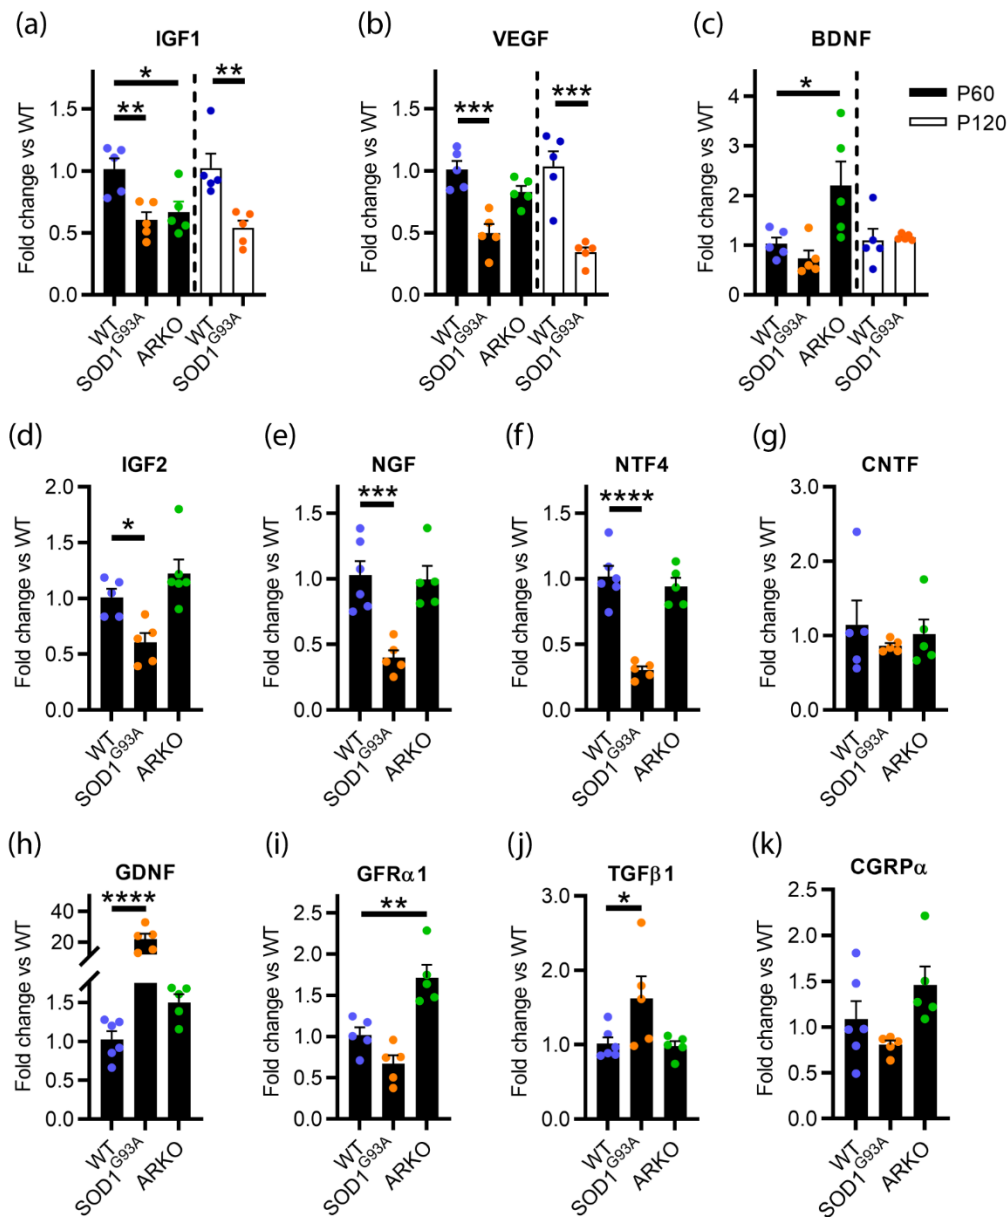 (a)
IGF1
Fold change vs WT
1.5
1.0
0.5
0.0
*
**
**
WT
SOD1G93A
ARKO
WT
SOD1G93A
(b)
VEGF
Fold change vs WT
1.5
1.0
0.5
0.0
***
***
WT
SOD1G93A
ARKO
WT
SOD1G93A
(c)
BDNF
Fold change vs WT
4
3
2
1
0
*
P60
P120
WT
SOD1G93A
ARKO
WT
SOD1G93A
(d)
IGF2
Fold change vs WT
2.0
1.5
1.0
0.5
0.0
*
WT
SOD1G93A
ARKO
(e)
NGF
Fold change vs WT
1.5
1.0
0.5
0.0
***
WT
SOD1G93A
ARKO
(f)
NTF4
Fold change vs WT
1.5
1.0
0.5
0.0
****
WT
SOD1G93A
ARKO
(g)
CNTF
Fold change vs WT
3.0
2.0
1.0
0.0
WT
SOD1G93A
ARKO
(h)
GDNF
Fold change vs WT
40
20
1.5
1.0
0.5
0.0
****
WT
SOD1G93A
ARKO
(i)
GFRα1
Fold change vs WT
2.5
2.0
1.5
1.0
0.5
0.0
**
WT
SOD1G93A
ARKO
(j)
TGFβ1
Fold change vs WT
3.0
2.0
1.0
0.0
*
WT
SOD1G93A
ARKO
(k)
CGRPα
Fold change vs WT
2.5
2.0
1.5
1.0
0.5
0.0
WT
SOD1G93A
ARKO